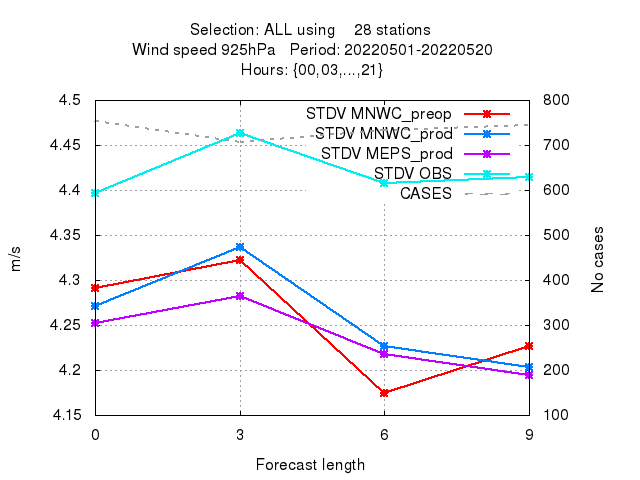 Selection: ALL using    28 stations
Wind speed 925hPa   Period: 20220501-20220520
Hours: {00,03,...,21}
4.5
4.45
4.4
4.35
4.3
4.25
4.2
4.15
800
700
600
500
400
300
200
100
0 3 6 9
m/s
No cases
Forecast length
STDV MNWC_preop
STDV MNWC_prod
STDV MEPS_prod
STDV OBS
CASES